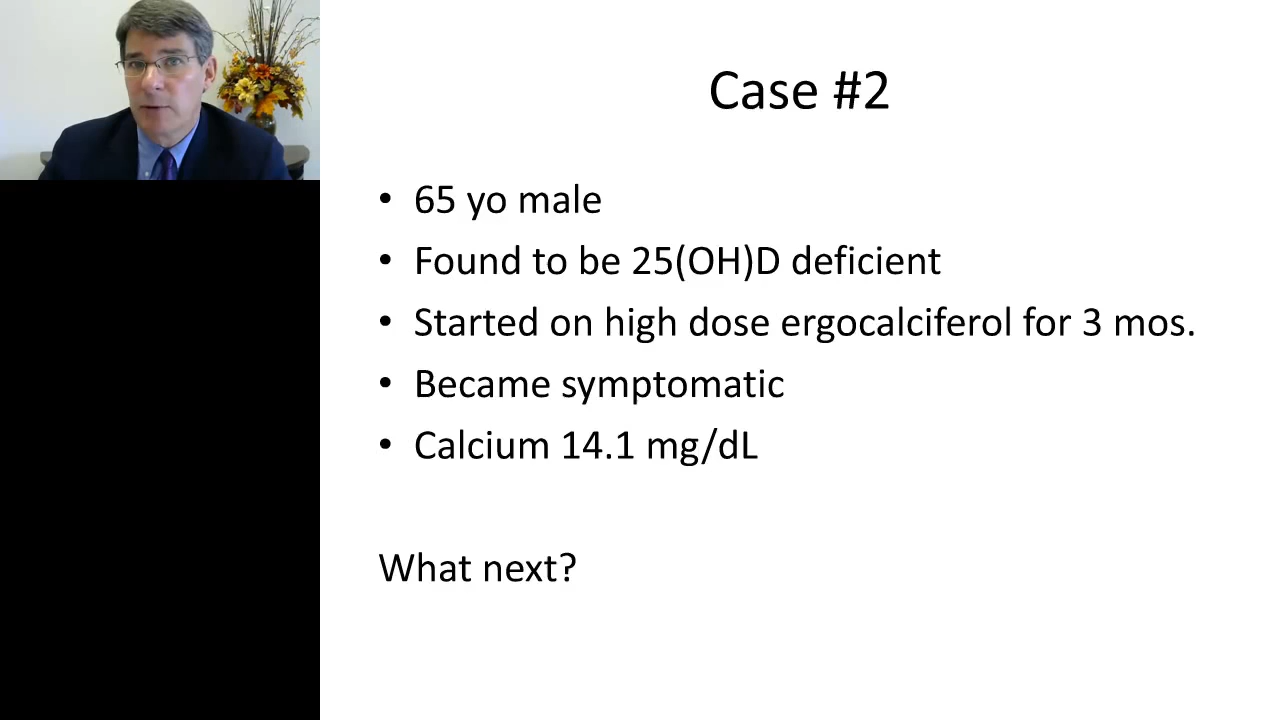 Case #2
• 65 yo male
• Found to be 25(OH)D deficient
• Started on high dose ergocalciferol for 3 mos.
• Became symptomatic
• Calcium 14.1 mg/dL
What next?